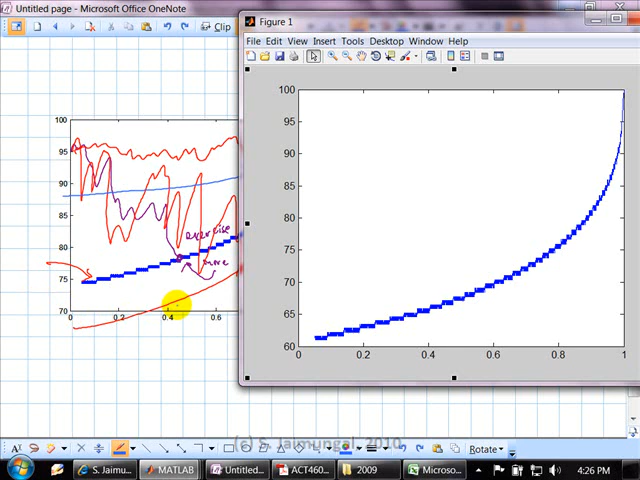 Untitled page - Microsoft Office OneNote
Clip
Figure 1
File Edit View Insert Tools Desktop Window Help
100
95
90
85
80
75
70
0
0.2
0.4
exercise
here
100
95
90
85
80
75
70
65
60
0
0.2
0.4
0.6
0.8
1
(c) S. Jaimungal, 2010
Rotate
S. Jaimu...
MATLAB
Untitled...
ACT460...
2009
Microso...
4:26 PM